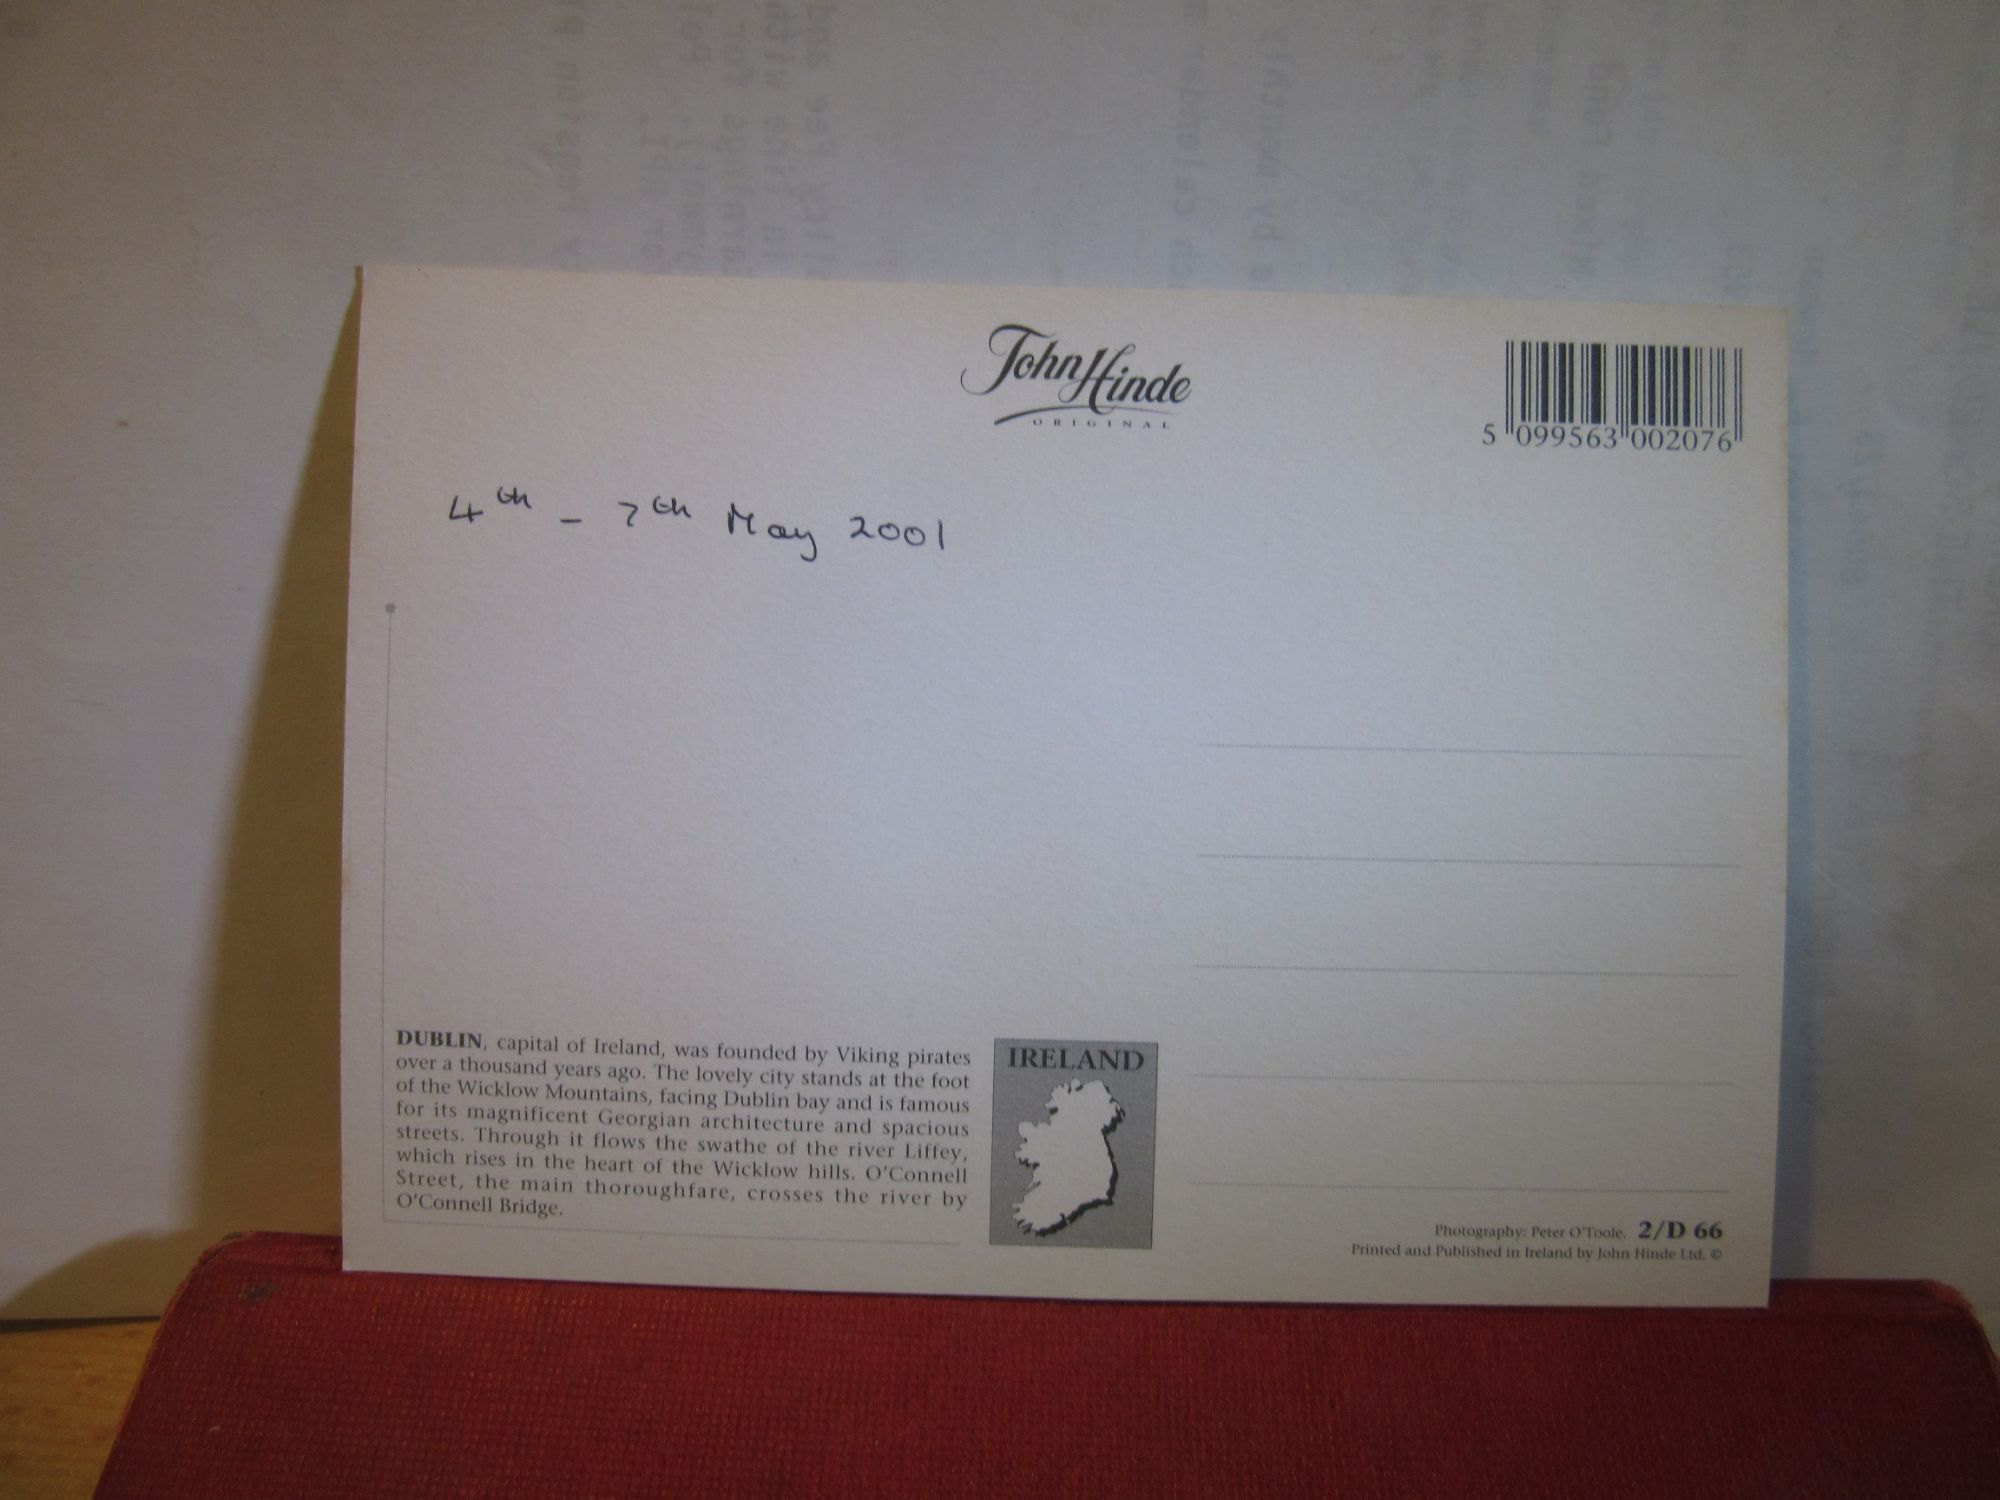 John Hinde
ORIGINAL
5 099563 002076
4th - 7th May 2001
DUBLIN, capital of Ireland, was founded by Viking pirates
over a thousand years ago. The lovely city stands at the foot
of the Wicklow Mountains, facing Dublin bay and is famous
for its magnificent Georgian architecture and spacious
streets. Through it flows the swathe of the river Liffey,
which rises in the heart of the Wicklow hills. O'Connell
Street, the main thoroughfare, crosses the river by
O'Connell Bridge.
IRELAND
Photography: Peter O'Toole. 2/D 66
Printed and Published in Ireland by John Hinde Ltd. ©